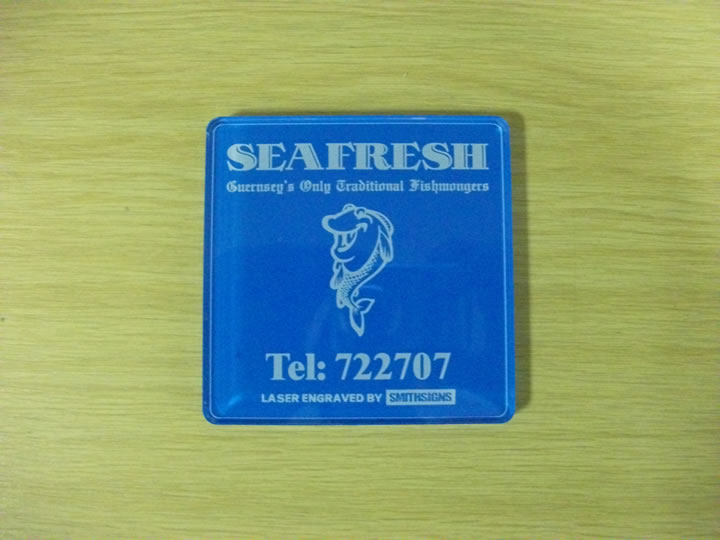 SEAFRESH
Guernsey's Only Traditional Fishmongers
Tel: 722707
LASER ENGRAVED BY SMITHSIGNS